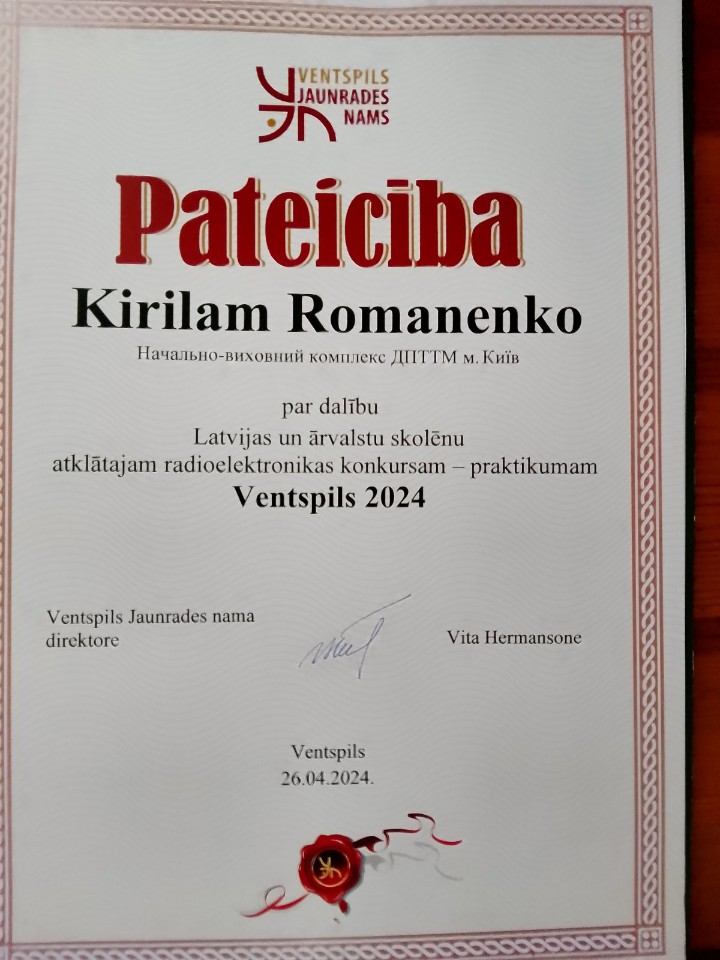 VENTSPILS
JAUNRADES
NAMS
Pateicība
Kirilam Romanenko
Начально-виховний комплекс ДПТТМ м. Київ
par dalību
Latvijas un ārvalstu skolēnu
atklātajam radioelektronikas konkursam – praktikumam
Ventspils 2024
Ventspils Jaunrades nama
direktore
Vita Hermansone
Ventspils
26.04.2024.